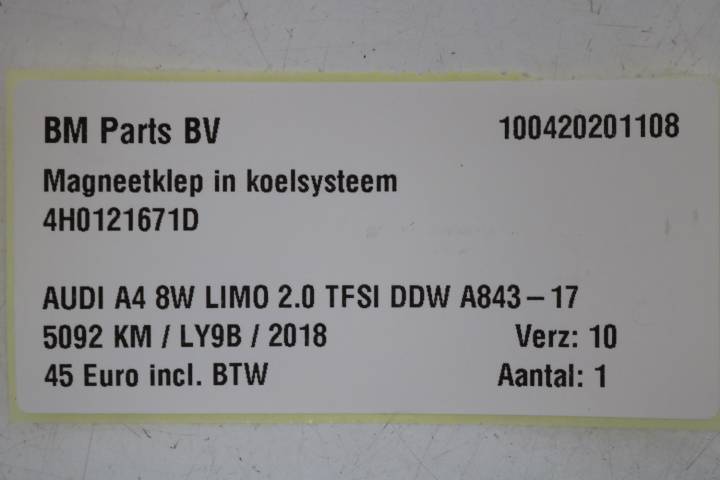 BM Parts BV 100420201108
Magneetklep in koelsysteem
4H0121671D
AUDI A4 8W LIMO 2.0 TFSI DDW A843-17
5092 KM / LY9B / 2018 Verz: 10
45 Euro incl. BTW Aantal: 1